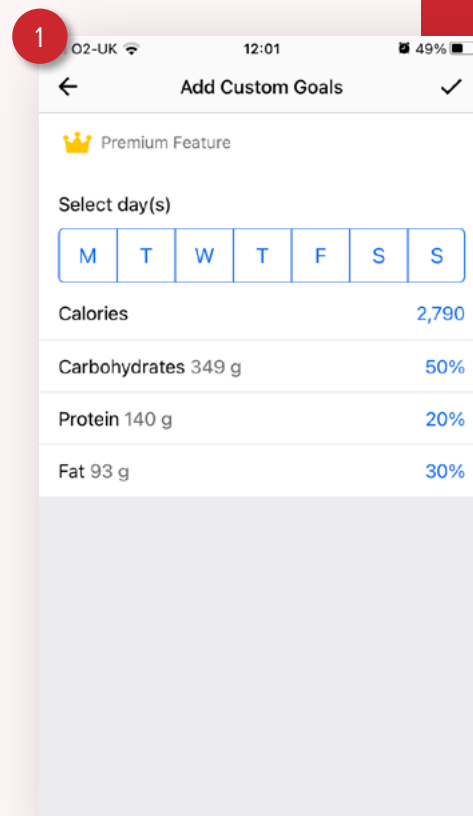 1
O2-UK 12:01 49%
Add Custom Goals
Premium Feature
Select day(s)
M T W T F S S
Calories 2,790
Carbohydrates 349 g 50%
Protein 140 g 20%
Fat 93 g 30%